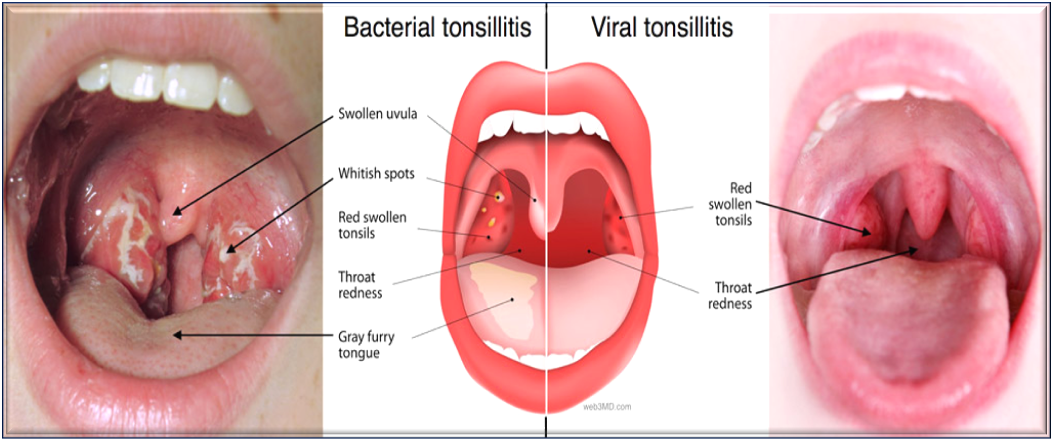 Bacterial tonsillitis
Viral tonsillitis
Swollen uvula
Whitish spots
Red swollen
tonsils
Throat
redness
Gray furry
tongue
Red
swollen
tonsils
Throat
redness
web3MD.com